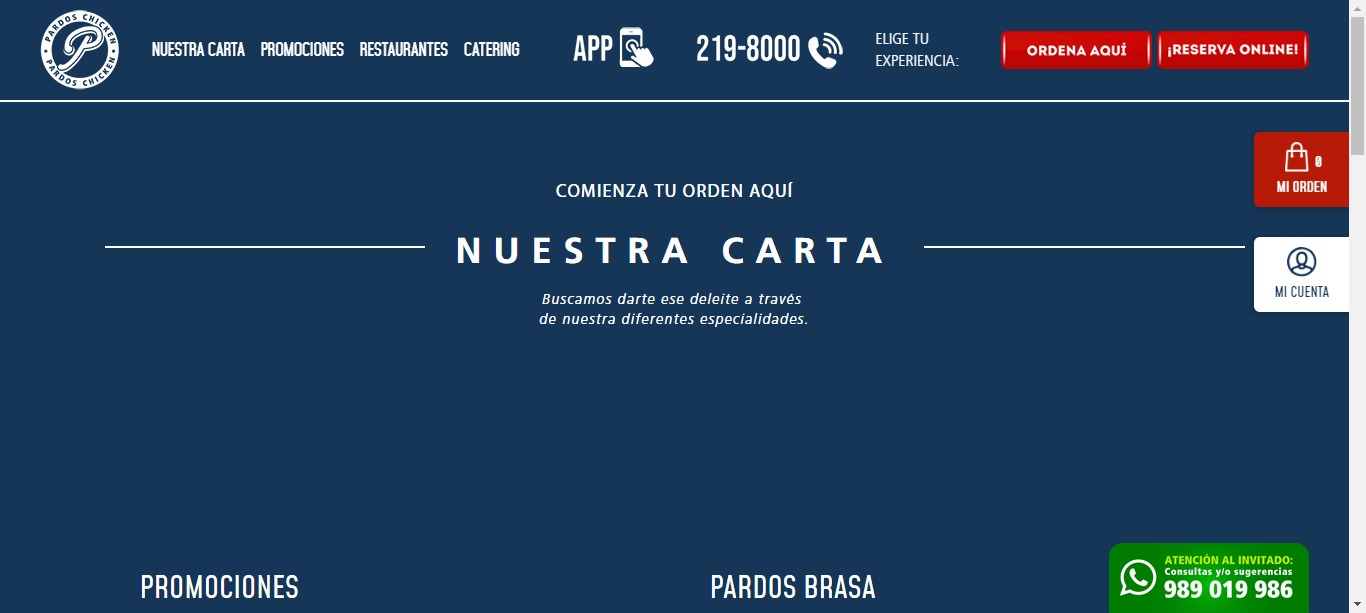 PARDOS CHICKEN
PARDOS CHICKEN
NUESTRA CARTA
PROMOCIONES
RESTAURANTES
CATERING
APP
219-8000
ELIGE TU
EXPERIENCIA:
ORDENA AQUÍ
¡RESERVA ONLINE!
0
MI ORDEN
COMIENZA TU ORDEN AQUÍ
NUESTRA CARTA
MI CUENTA
Buscamos darte ese deleite a través
de nuestra diferentes especialidades.
PROMOCIONES
PARDOS BRASA
ATENCIÓN AL INVITADO:
Consultas y/o sugerencias
989 019 986